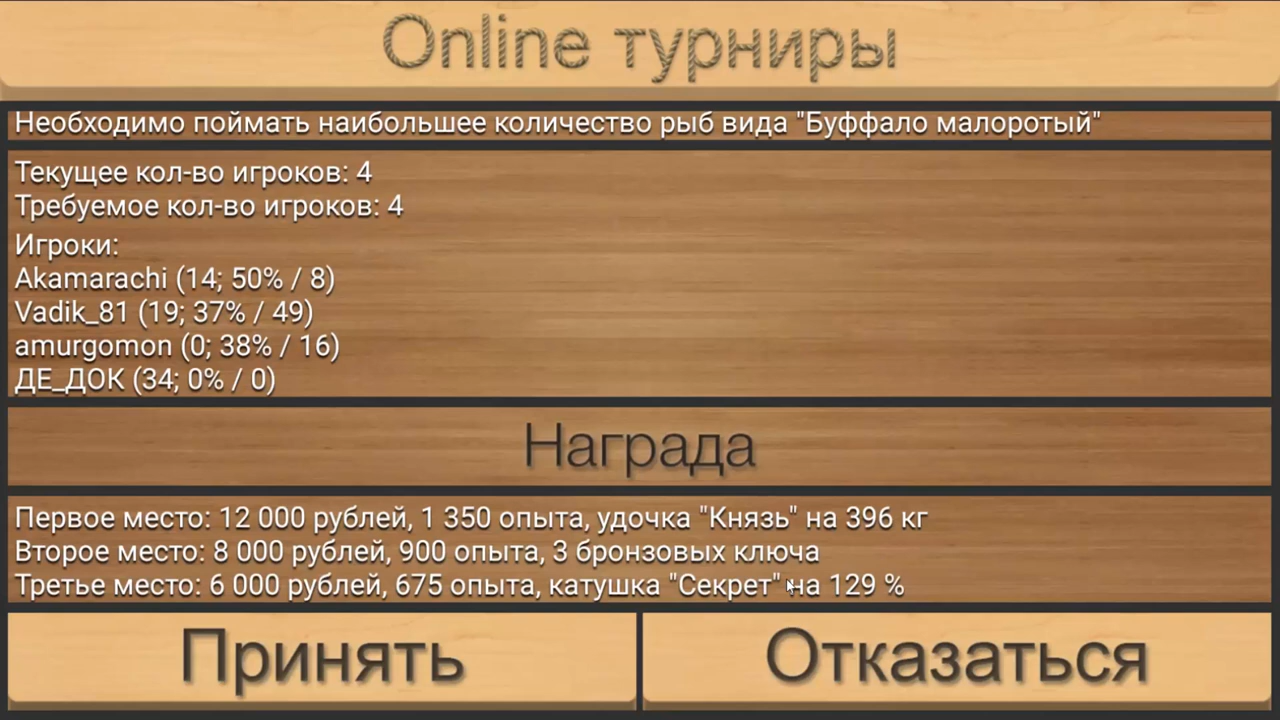 Online турниры
Необходимо поймать наибольшее количество рыб вида "Буффало малоротый"
Текущее кол-во игроков: 4
Требуемое кол-во игроков: 4
Игроки:
Akamarachi (14; 50% / 8)
Vadik_81 (19; 37% / 49)
amurgomon (0; 38% / 16)
ДЕ_ДОК (34; 0% / 0)
Награда
Первое место: 12 000 рублей, 1 350 опыта, удочка "Князь" на 396 кг
Второе место: 8 000 рублей, 900 опыта, 3 бронзовых ключа
Третье место: 6 000 рублей, 675 опыта, катушка "Секрет" на 129 %
Принять
Отказаться